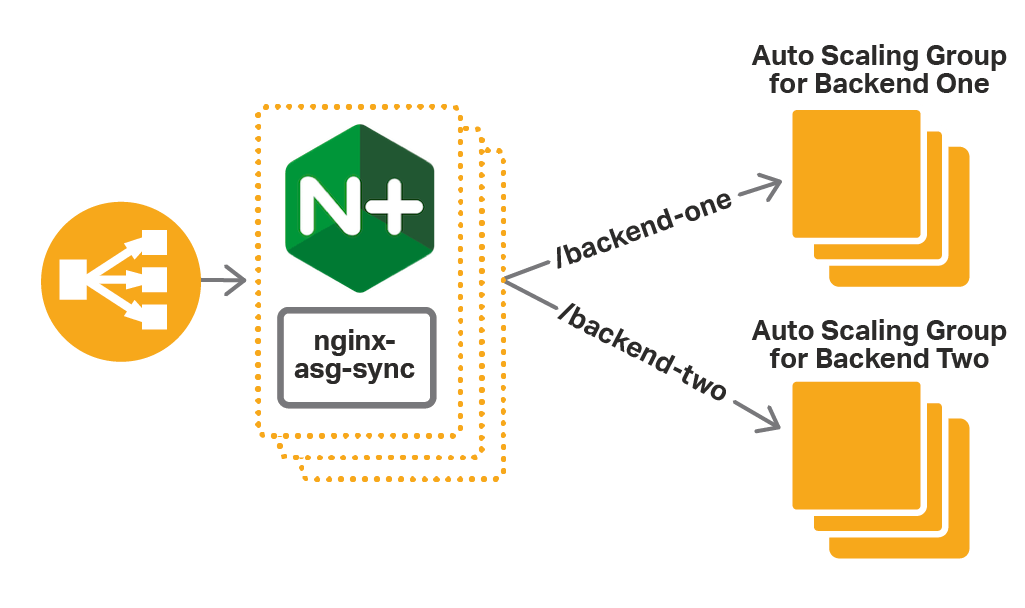 Auto Scaling Group
for Backend One
N+
nginx-
asg-sync
/backend-one
/backend-two
Auto Scaling Group
for Backend Two